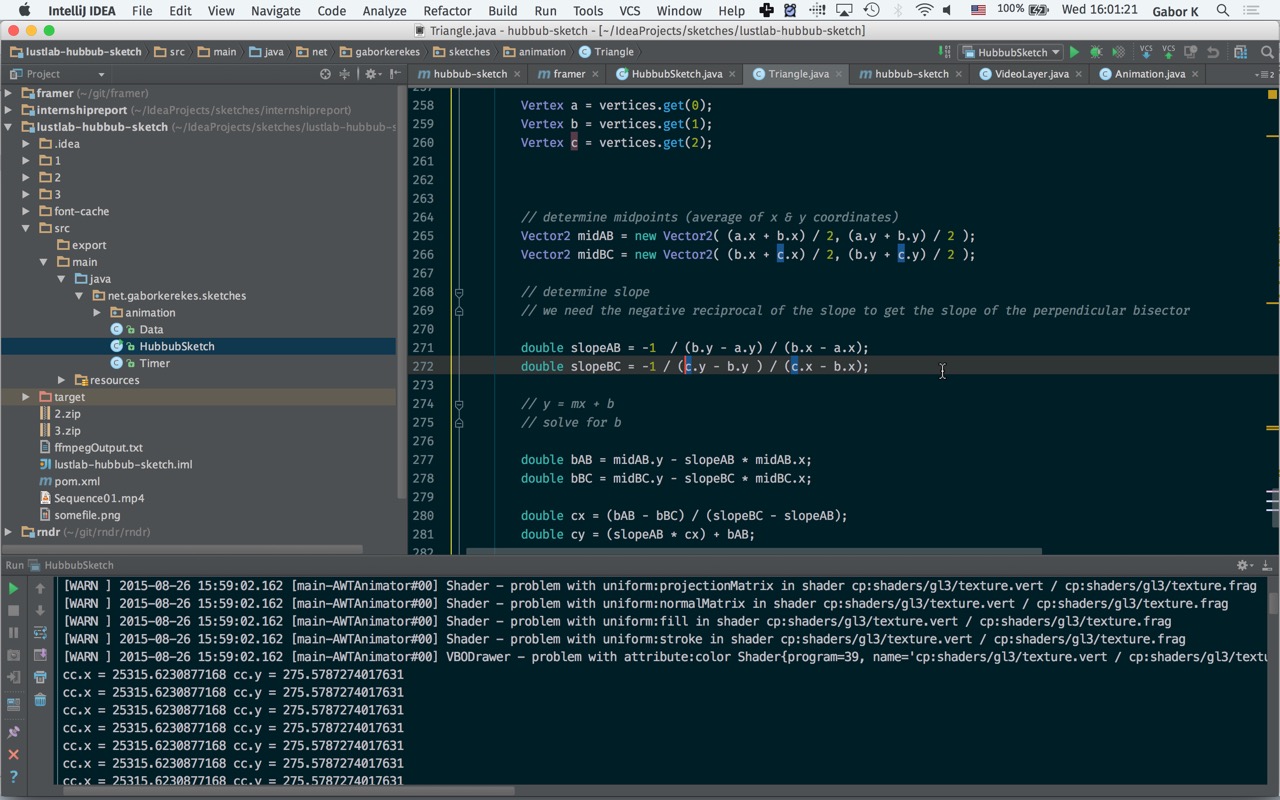 IntelliJ IDEA File Edit View Navigate Code Analyze Refactor Build Run Tools VCS Window Help 100% Wed 16:01:21 Gabor K
Triangle.java - hubbub-sketch - [~/IdeaProjects/sketches/lustlab-hubbub-sketch]
lustlab-hubbub-sketch src main java net gaborkerekes sketches animation Triangle HubbubSketch VCS VCS
Project
hubbub-sketch framer HubbubSketch.java Triangle.java hubbub-sketch VideoLayer.java Animation.java
framer (~/git/framer)
internshipreport (~/IdeaProjects/sketches/internshipreport)
lustlab-hubbub-sketch (~/IdeaProjects/sketches/lustlab-hubbub-s
.idea
1
2
3
font-cache
src
export
main
java
net.gaborkerekes.sketches
animation
Data
HubbubSketch
Timer
resources
target
2.zip
3.zip
ffmpegOutput.txt
lustlab-hubbub-sketch.iml
pom.xml
Sequence01.mp4
somefile.png
rndr (~/git/rndr/rndr)
257
258 Vertex a = vertices.get(0);
259 Vertex b = vertices.get(1);
260 Vertex c = vertices.get(2);
261
262
263
264 // determine midpoints (average of x & y coordinates)
265 Vector2 midAB = new Vector2( (a.x + b.x) / 2, (a.y + b.y) / 2 );
266 Vector2 midBC = new Vector2( (b.x + c.x) / 2, (b.y + c.y) / 2 );
267
268 // determine slope
269 // we need the negative reciprocal of the slope to get the slope of the perpendicular bisector
270
271 double slopeAB = -1  / (b.y - a.y) / (b.x - a.x);
272 double slopeBC = -1 / (c.y - b.y ) / (c.x - b.x);
273
274 // y = mx + b
275 // solve for b
276
277 double bAB = midAB.y - slopeAB * midAB.x;
278 double bBC = midBC.y - slopeBC * midBC.x;
279
280 double cx = (bAB - bBC) / (slopeBC - slopeAB);
281 double cy = (slopeAB * cx) + bAB;
282
Run HubbubSketch
[WARN ] 2015-08-26 15:59:02.162 [main-AWTAnimator#00] Shader - problem with uniform:projectionMatrix in shader cp:shaders/gl3/texture.vert / cp:shaders/gl3/texture.frag
[WARN ] 2015-08-26 15:59:02.162 [main-AWTAnimator#00] Shader - problem with uniform:normalMatrix in shader cp:shaders/gl3/texture.vert / cp:shaders/gl3/texture.frag
[WARN ] 2015-08-26 15:59:02.162 [main-AWTAnimator#00] Shader - problem with uniform:fill in shader cp:shaders/gl3/texture.vert / cp:shaders/gl3/texture.frag
[WARN ] 2015-08-26 15:59:02.162 [main-AWTAnimator#00] Shader - problem with uniform:stroke in shader cp:shaders/gl3/texture.vert / cp:shaders/gl3/texture.frag
[WARN ] 2015-08-26 15:59:02.162 [main-AWTAnimator#00] VBODrawer - problem with attribute:color Shader{program=39, name='cp:shaders/gl3/texture.vert / cp:shaders/gl3/textu
cc.x = 25315.6230877168 cc.y = 275.5787274017631
cc.x = 25315.6230877168 cc.y = 275.5787274017631
cc.x = 25315.6230877168 cc.y = 275.5787274017631
cc.x = 25315.6230877168 cc.y = 275.5787274017631
cc.x = 25315.6230877168 cc.y = 275.5787274017631
cc.x = 25315.6230877168 cc.y = 275.5787274017631
cc.x = 25315.6230877168 cc.y = 275.5787274017631